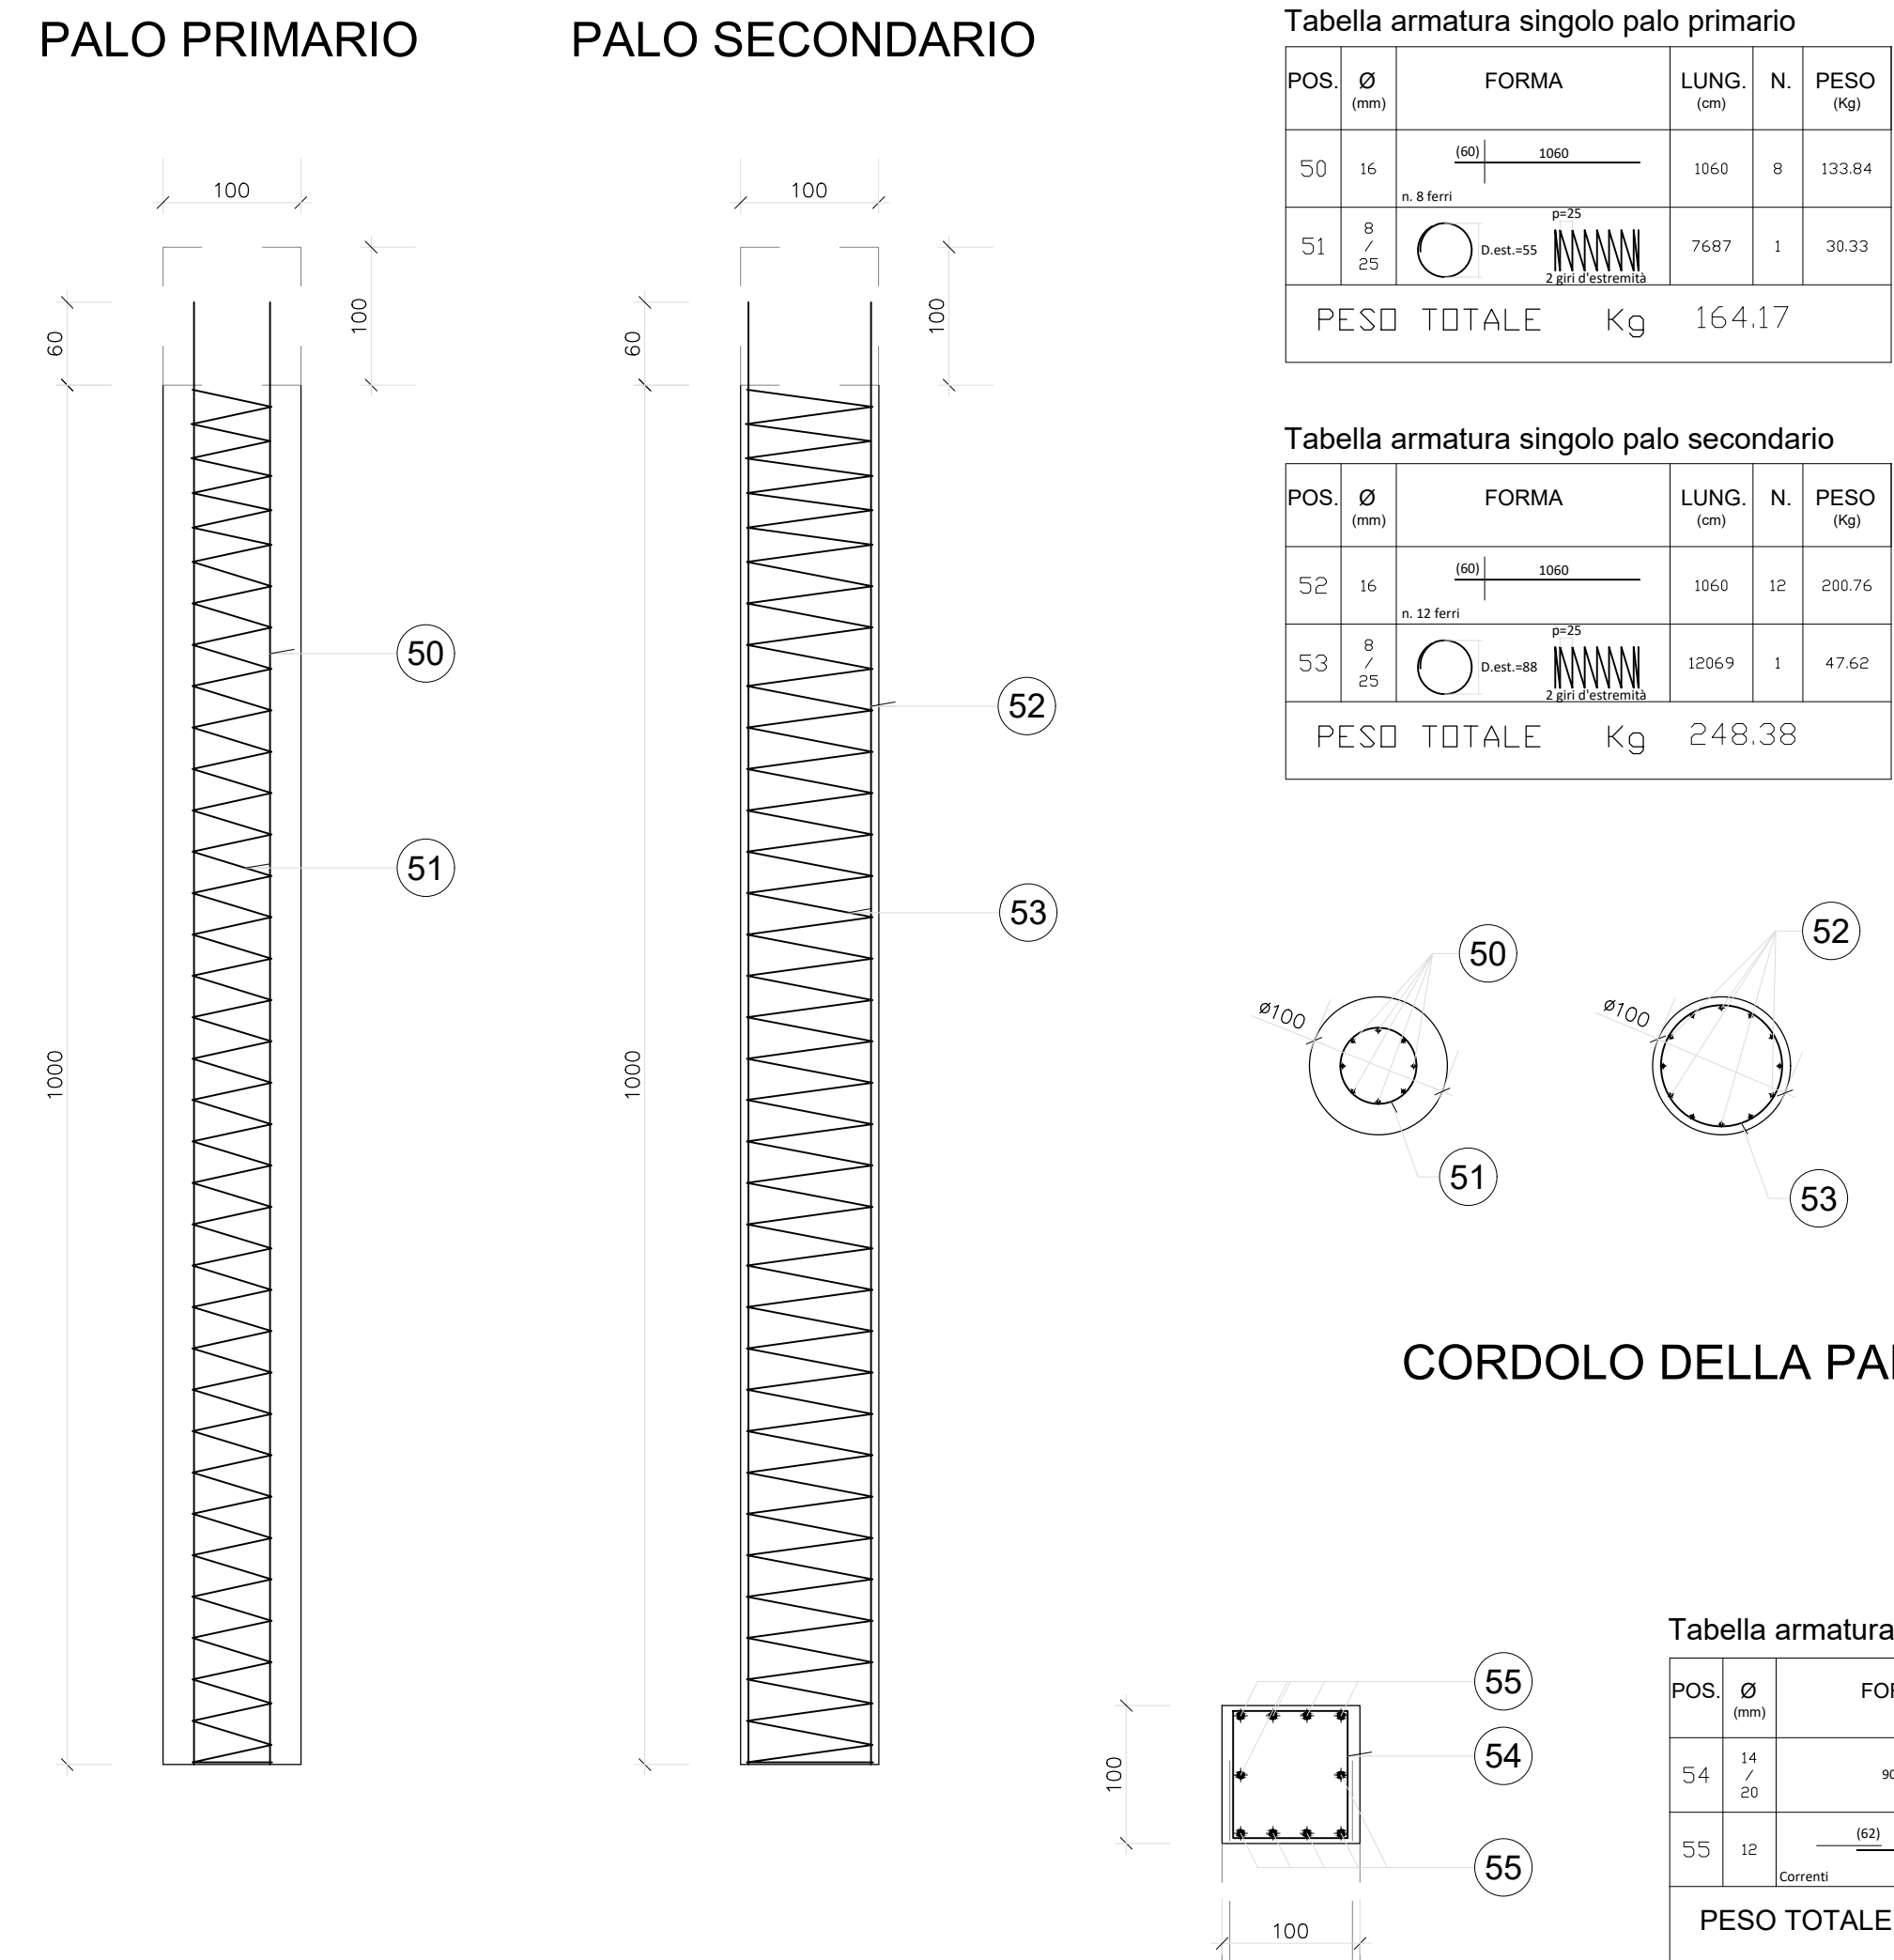 PALO PRIMARIO
100
100
60
1000
50
51
PALO SECONDARIO
100
100
60
1000
52
53
Tabella armatura singolo palo primario
POS. Ø (mm) FORMA LUNG. (cm) N. PESO (Kg)
50 16 (60) 1060 n. 8 ferri 1060 8 133.84
51 8 / 25 D.est.=55 p=25 2 giri d'estremità 7687 1 30.33
PESO TOTALE Kg 164.17
Tabella armatura singolo palo secondario
POS. Ø (mm) FORMA LUNG. (cm) N. PESO (Kg)
52 16 (60) 1060 n. 12 ferri 1060 12 200.76
53 8 / 25 D.est.=88 p=25 2 giri d'estremità 12069 1 47.62
PESO TOTALE Kg 248.38
50
Ø100
51
52
Ø100
53
CORDOLO DELLA PA
55
54
55
100
100
Tabella armatura
POS. Ø (mm) FO
54 14 / 20 90
55 12 (62) Correnti
PESO TOTALE